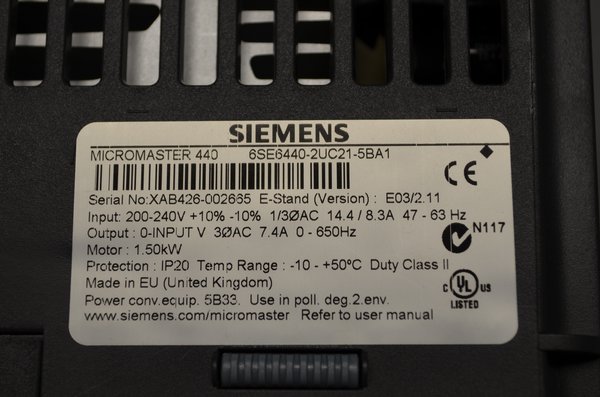 SIEMENS
MICROMASTER 440 6SE6440-2UC21-5BA1
CE
Serial No:XAB426-002665 E-Stand (Version) : E03/2.11
Input: 200-240V +10% -10% 1/3ØAC 14.4 / 8.3A 47 - 63 Hz
Output : 0-INPUT V 3ØAC 7.4A 0 - 650Hz
N117
Motor : 1.50kW
Protection : IP20 Temp Range : -10 - +50ºC Duty Class II
Made in EU (United Kingdom)
C UL US
LISTED
Power conv.equip. 5B33. Use in poll. deg.2.env.
www.siemens.com/micromaster Refer to user manual